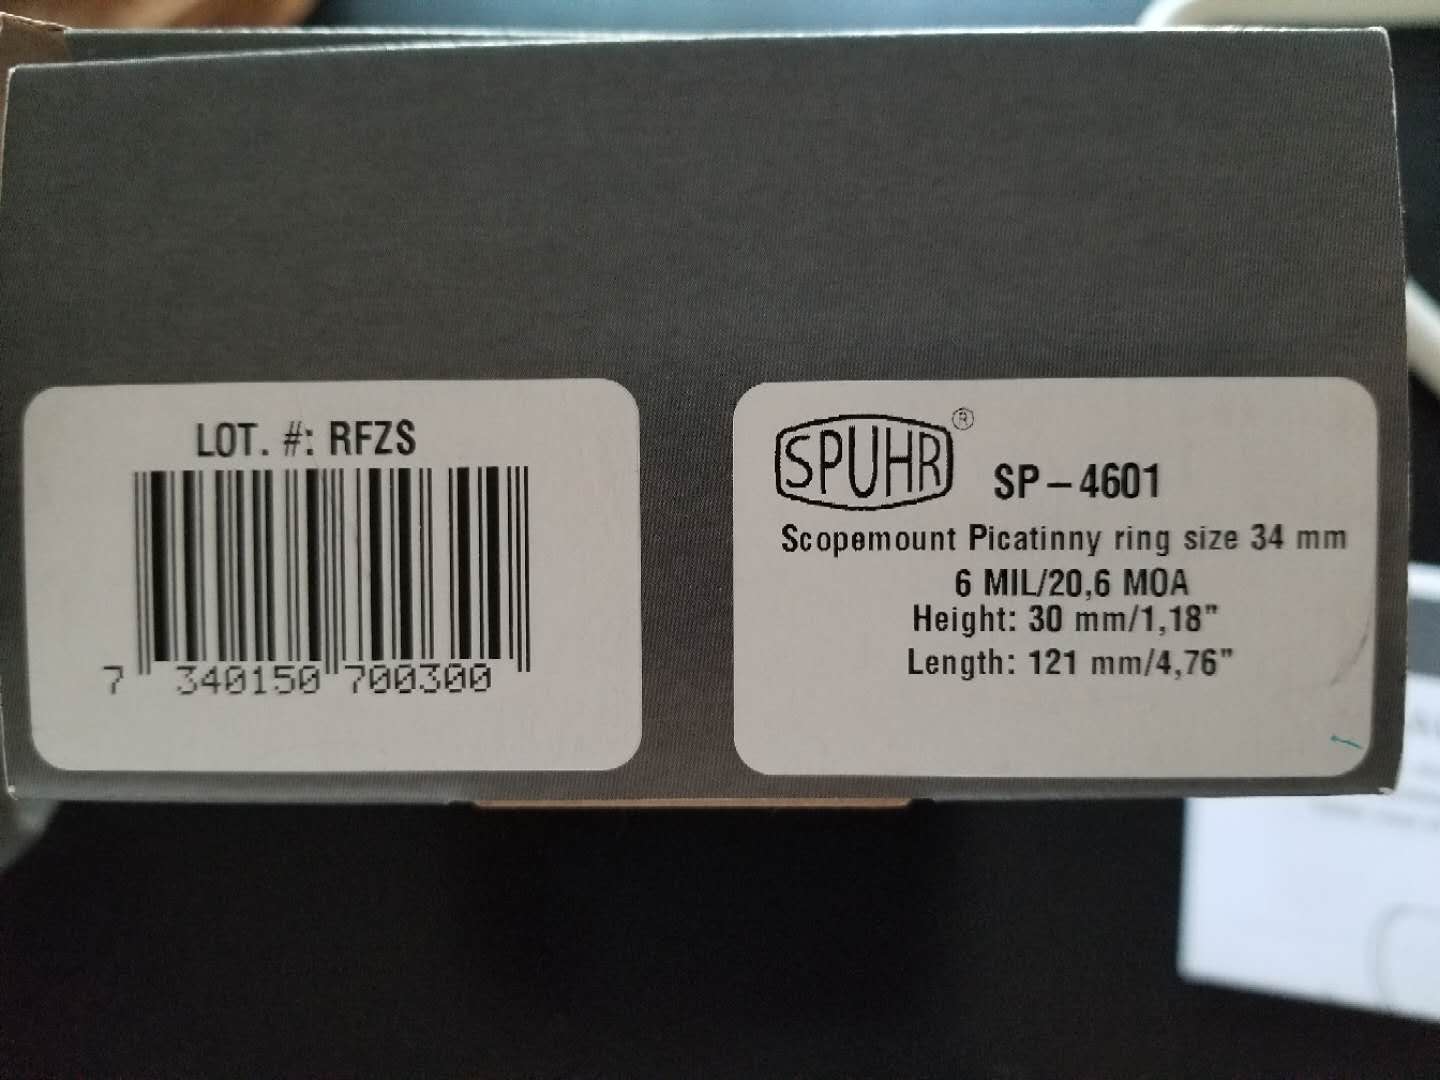 LOT. #: RFZS
7 340150 700300
SPUHR®
SP-4601
Scopemount Picatinny ring size 34 mm
6 MIL/20,6 MOA
Height: 30 mm/1,18"
Length: 121 mm/4,76"